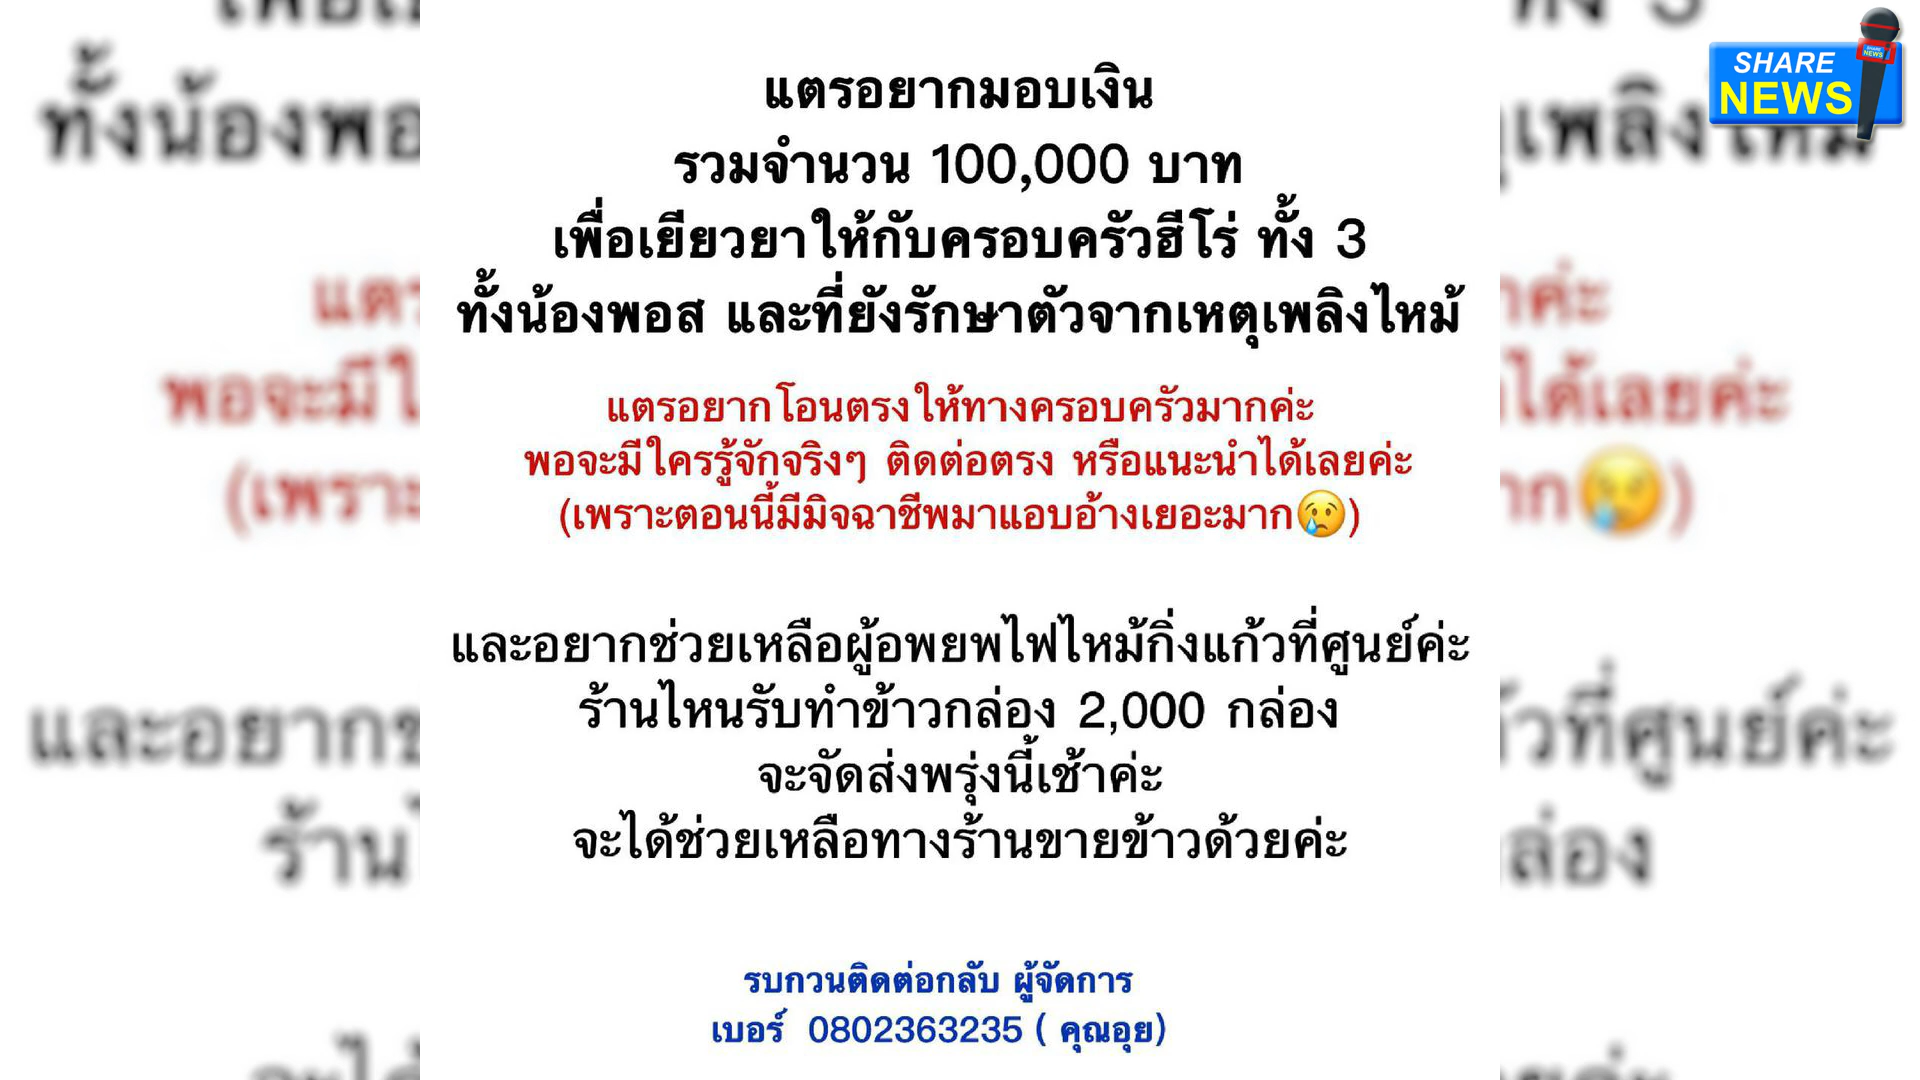 แตรอยากมอบเงิน
รวมจำนวน 100,000 บาท
เพื่อเยียวยาให้กับครอบครัวฮีโร่ ทั้ง 3
ทั้งน้องพอส และที่ยังรักษาตัวจากเหตุเพลิงไหม้
แตรอยากโอนตรงให้ทางครอบครัวมากค่ะ
พอจะมีใครรู้จักจริงๆ ติดต่อตรง หรือแนะนำได้เลยค่ะ
(เพราะตอนนี้มีมิจฉาชีพมาแอบอ้างเยอะมาก😢)
และอยากช่วยเหลือผู้อพยพไฟไหม้กิ่งแก้วที่ศูนย์ค่ะ
ร้านไหนรับทำข้าวกล่อง 2,000 กล่อง
จะจัดส่งพรุ่งนี้เช้าค่ะ
จะได้ช่วยเหลือทางร้านขายข้าวด้วยค่ะ
รบกวนติดต่อกลับ ผู้จัดการ
เบอร์ 0802363235 ( คุณอุย)
SHARE
NEWS